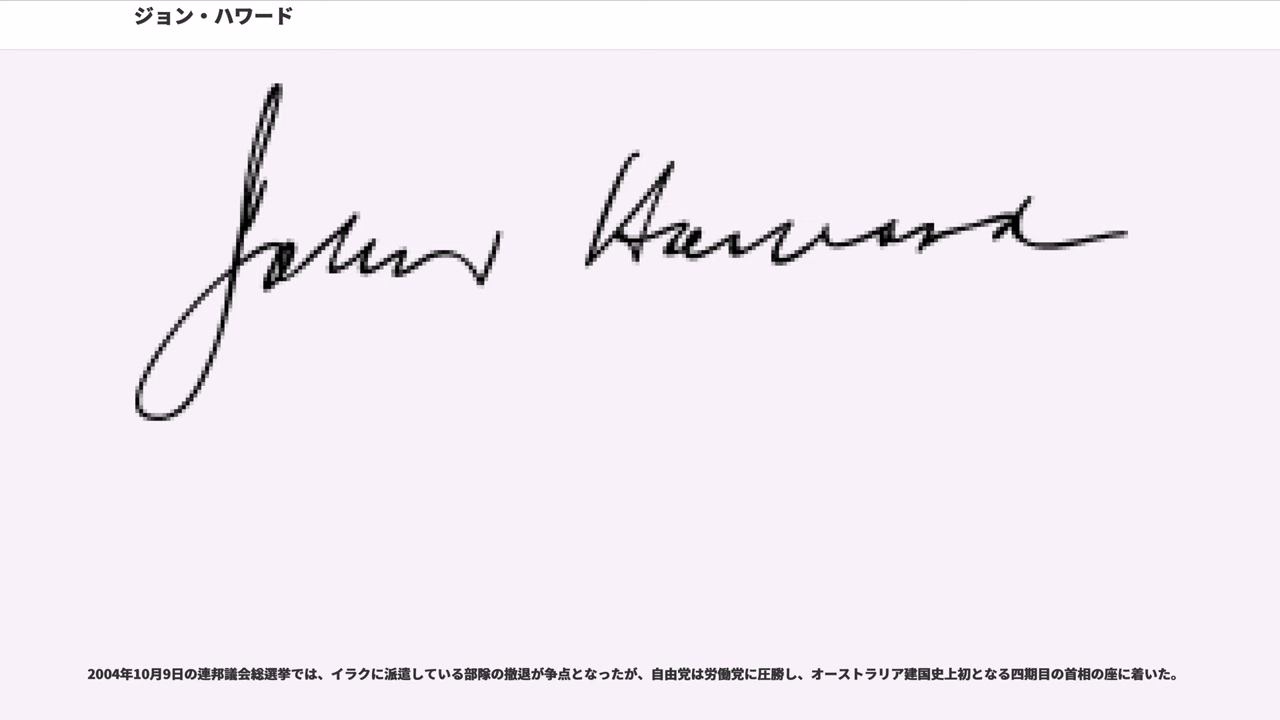 ジョン・ハワード
John Howard
2004年10月9日の連邦議会総選挙では、イラクに派遣している部隊の撤退が争点となったが、自由党は労働党に圧勝し、オーストラリア建国史上初となる四期目の首相の座に着いた。